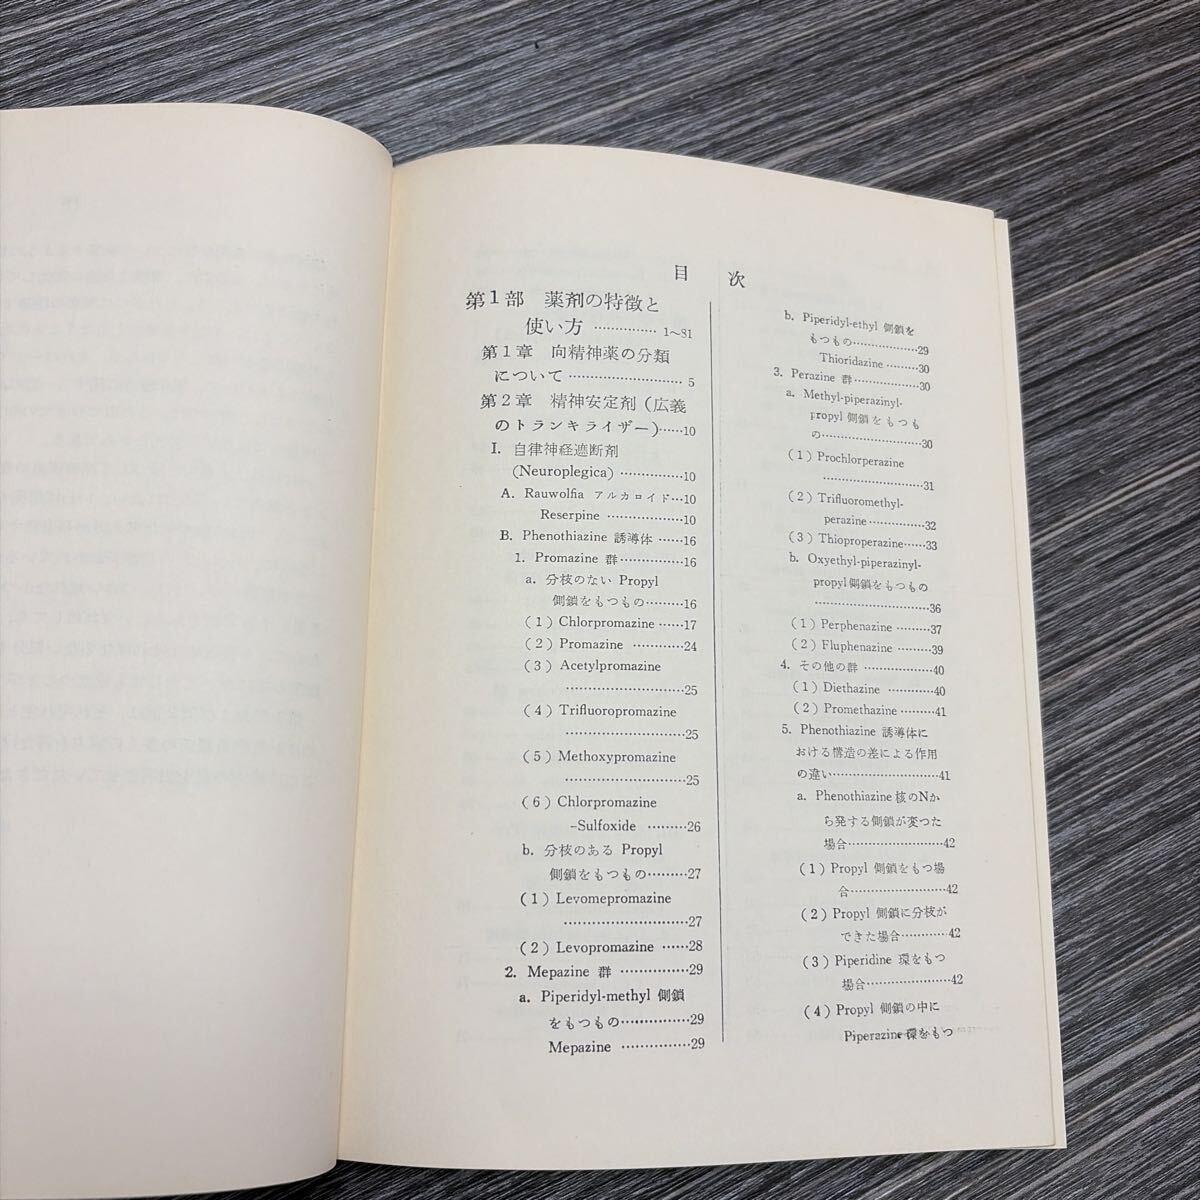 目 次
第1部 薬剤の特徴と
使い方 …………… 1〜81
第1章 向精神薬の分類
について……………………… 5
第2章 精神安定剤(広義
のトランキライザー)……10
I. 自律神経遮断剤
(Neuroplegica) ……………10
A. Rauwolfia アルカロイド…10
Reserpine ………………10
B. Phenothiazine 誘導体 ……16
1. Promazine 群……………16
a. 分枝のない Propyl
側鎖をもつもの………16
(1) Chlorpromazine ……17
(2) Promazine …………24
(3) Acetylpromazine
………………………25
(4) Trifluoropromazine
………………………25
(5) Methoxypromazine
………………………25
(6) Chlorpromazine
-Sulfoxide ………26
b. 分枝のある Propyl
側鎖をもつもの………27
(1) Levomepromazine
………………………27
(2) Levopromazine ……28
2. Mepazine 群 ……………29
a. Piperidyl-methyl 側鎖
をもつもの……………29
Mepazine ……………29
b. Piperidyl-ethyl 側鎖を
もつもの………………29
Thioridazine ………30
3. Perazine 群………………30
a. Methyl-piperazinyl-
propyl 側鎖をもつも
の………………………30
(1) Prochlorperazine
………………………31
(2) Trifluoromethyl-
perazine ……………32
(3) Thioproperazine……33
b. Oxyethyl-piperazinyl-
propyl側鎖をもつもの
…………………………36
(1) Perphenazine ………37
(2) Fluphenazine ………39
4. その他の群 ………………40
(1) Diethazine …………40
(2) Promethazine ………41
5. Phenothiazine 誘導体に
おける構造の差による作用
の違い………………………41
a. Phenothiazine 核のNか
ら発する側鎖が変つた
場合……………………42
(1) Propyl 側鎖をもつ場
合……………………42
(2) Propyl 側鎖に分枝が
できた場合…………42
(3) Piperidine 環をもつ
場合…………………42
(4) Propyl 側鎖の中に
Piperazine 環をもつ